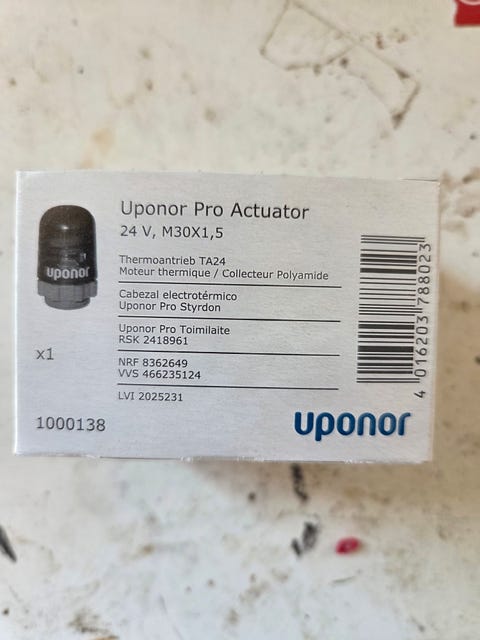 Uponor Pro Actuator
24 V, M30X1,5
Thermoantrieb TA24
Moteur thermique / Collecteur Polyamide
Cabezal electrotérmico
Uponor Pro Styrdon
Uponor Pro Toimilaite
RSK 2418961
NRF 8362649
VVS 466235124
LVI 2025231
uponor
x1
1000138
uponor
4 016203 788023